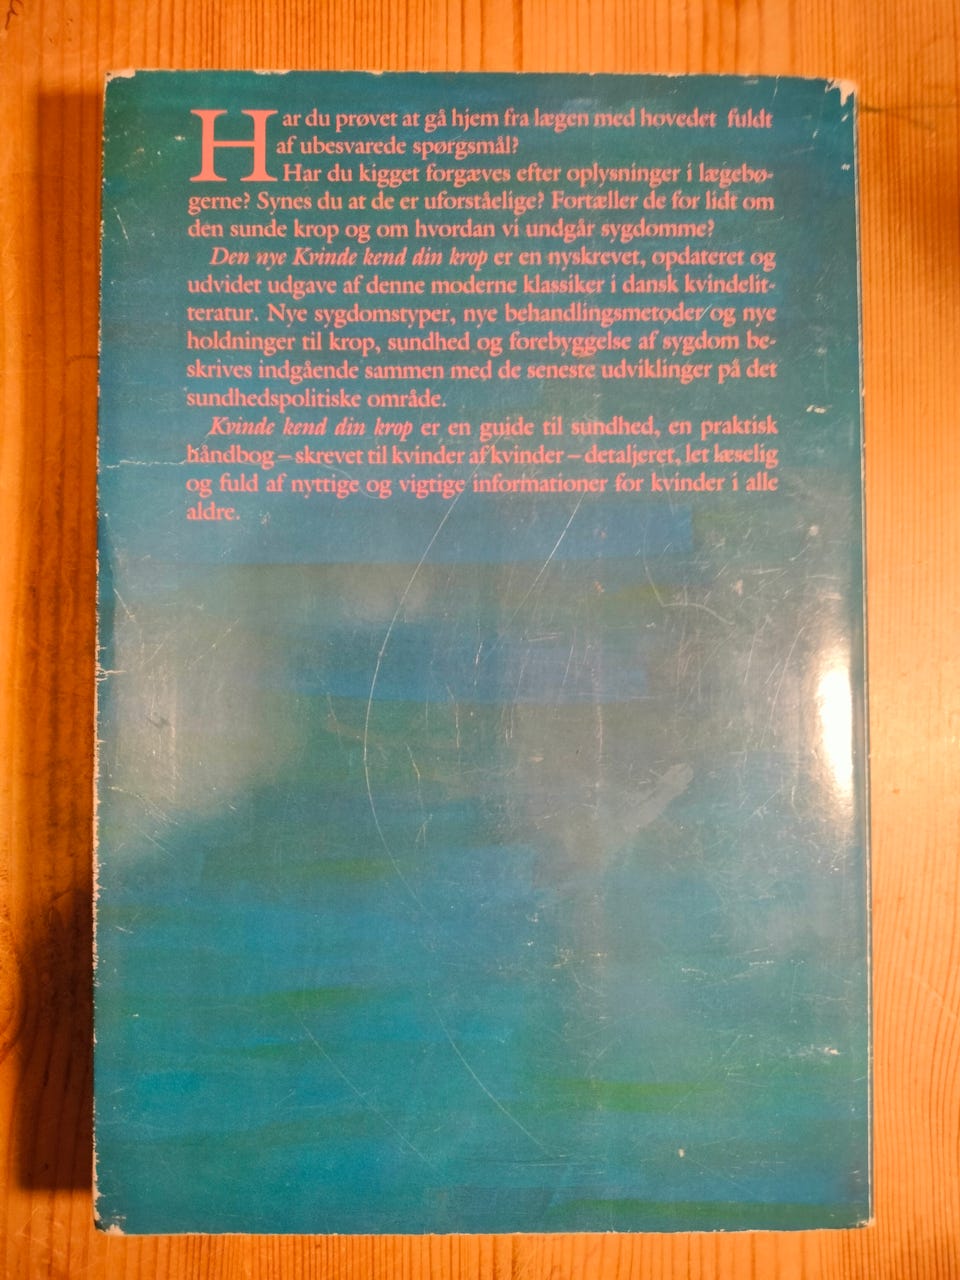 Har du prøvet at gå hjem fra lægen med hovedet fuldt
af ubesvarede spørgsmål?
Har du kigget forgæves efter oplysninger i lægebø-
gerne? Synes du at de er uforståelige? Fortæller de for lidt om
den sunde krop og om hvordan vi undgår sygdomme?
Den nye Kvinde kend din krop er en nyskrevet, opdateret og
udvidet udgave af denne moderne klassiker i dansk kvindelit-
teratur. Nye sygdomstyper, nye behandlingsmetoder og nye
holdninger til krop, sundhed og forebyggelse af sygdom be-
skrives indgående sammen med de seneste udviklinger på det
sundhedspolitiske område.
Kvinde kend din krop er en guide til sundhed, en praktisk
håndbog – skrevet til kvinder af kvinder – detaljeret, let læselig
og fuld af nyttige og vigtige informationer for kvinder i alle
aldre.